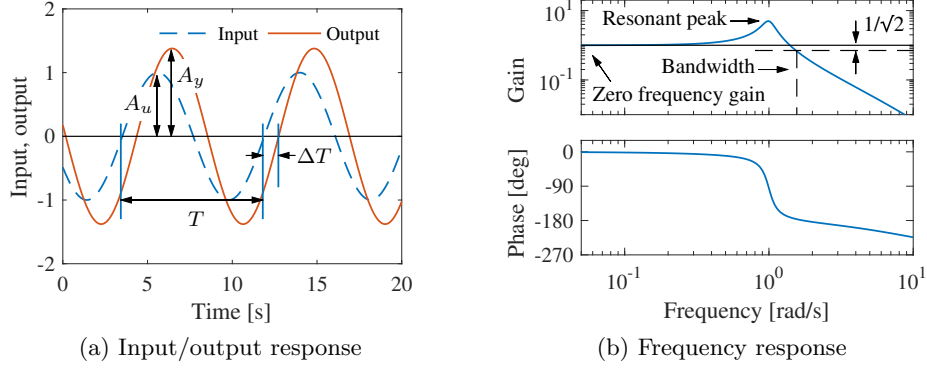 Input
Output
A_u
A_y
ΔT
T
Input, output
2
1
0
-1
-2
0
5
10
15
20
Time [s]
(a) Input/output response
Resonant peak
1/√2
Bandwidth
Zero frequency gain
Gain
10^1
10^-1
Phase [deg]
0
-90
-180
-270
10^-1
10^0
10^1
Frequency [rad/s]
(b) Frequency response